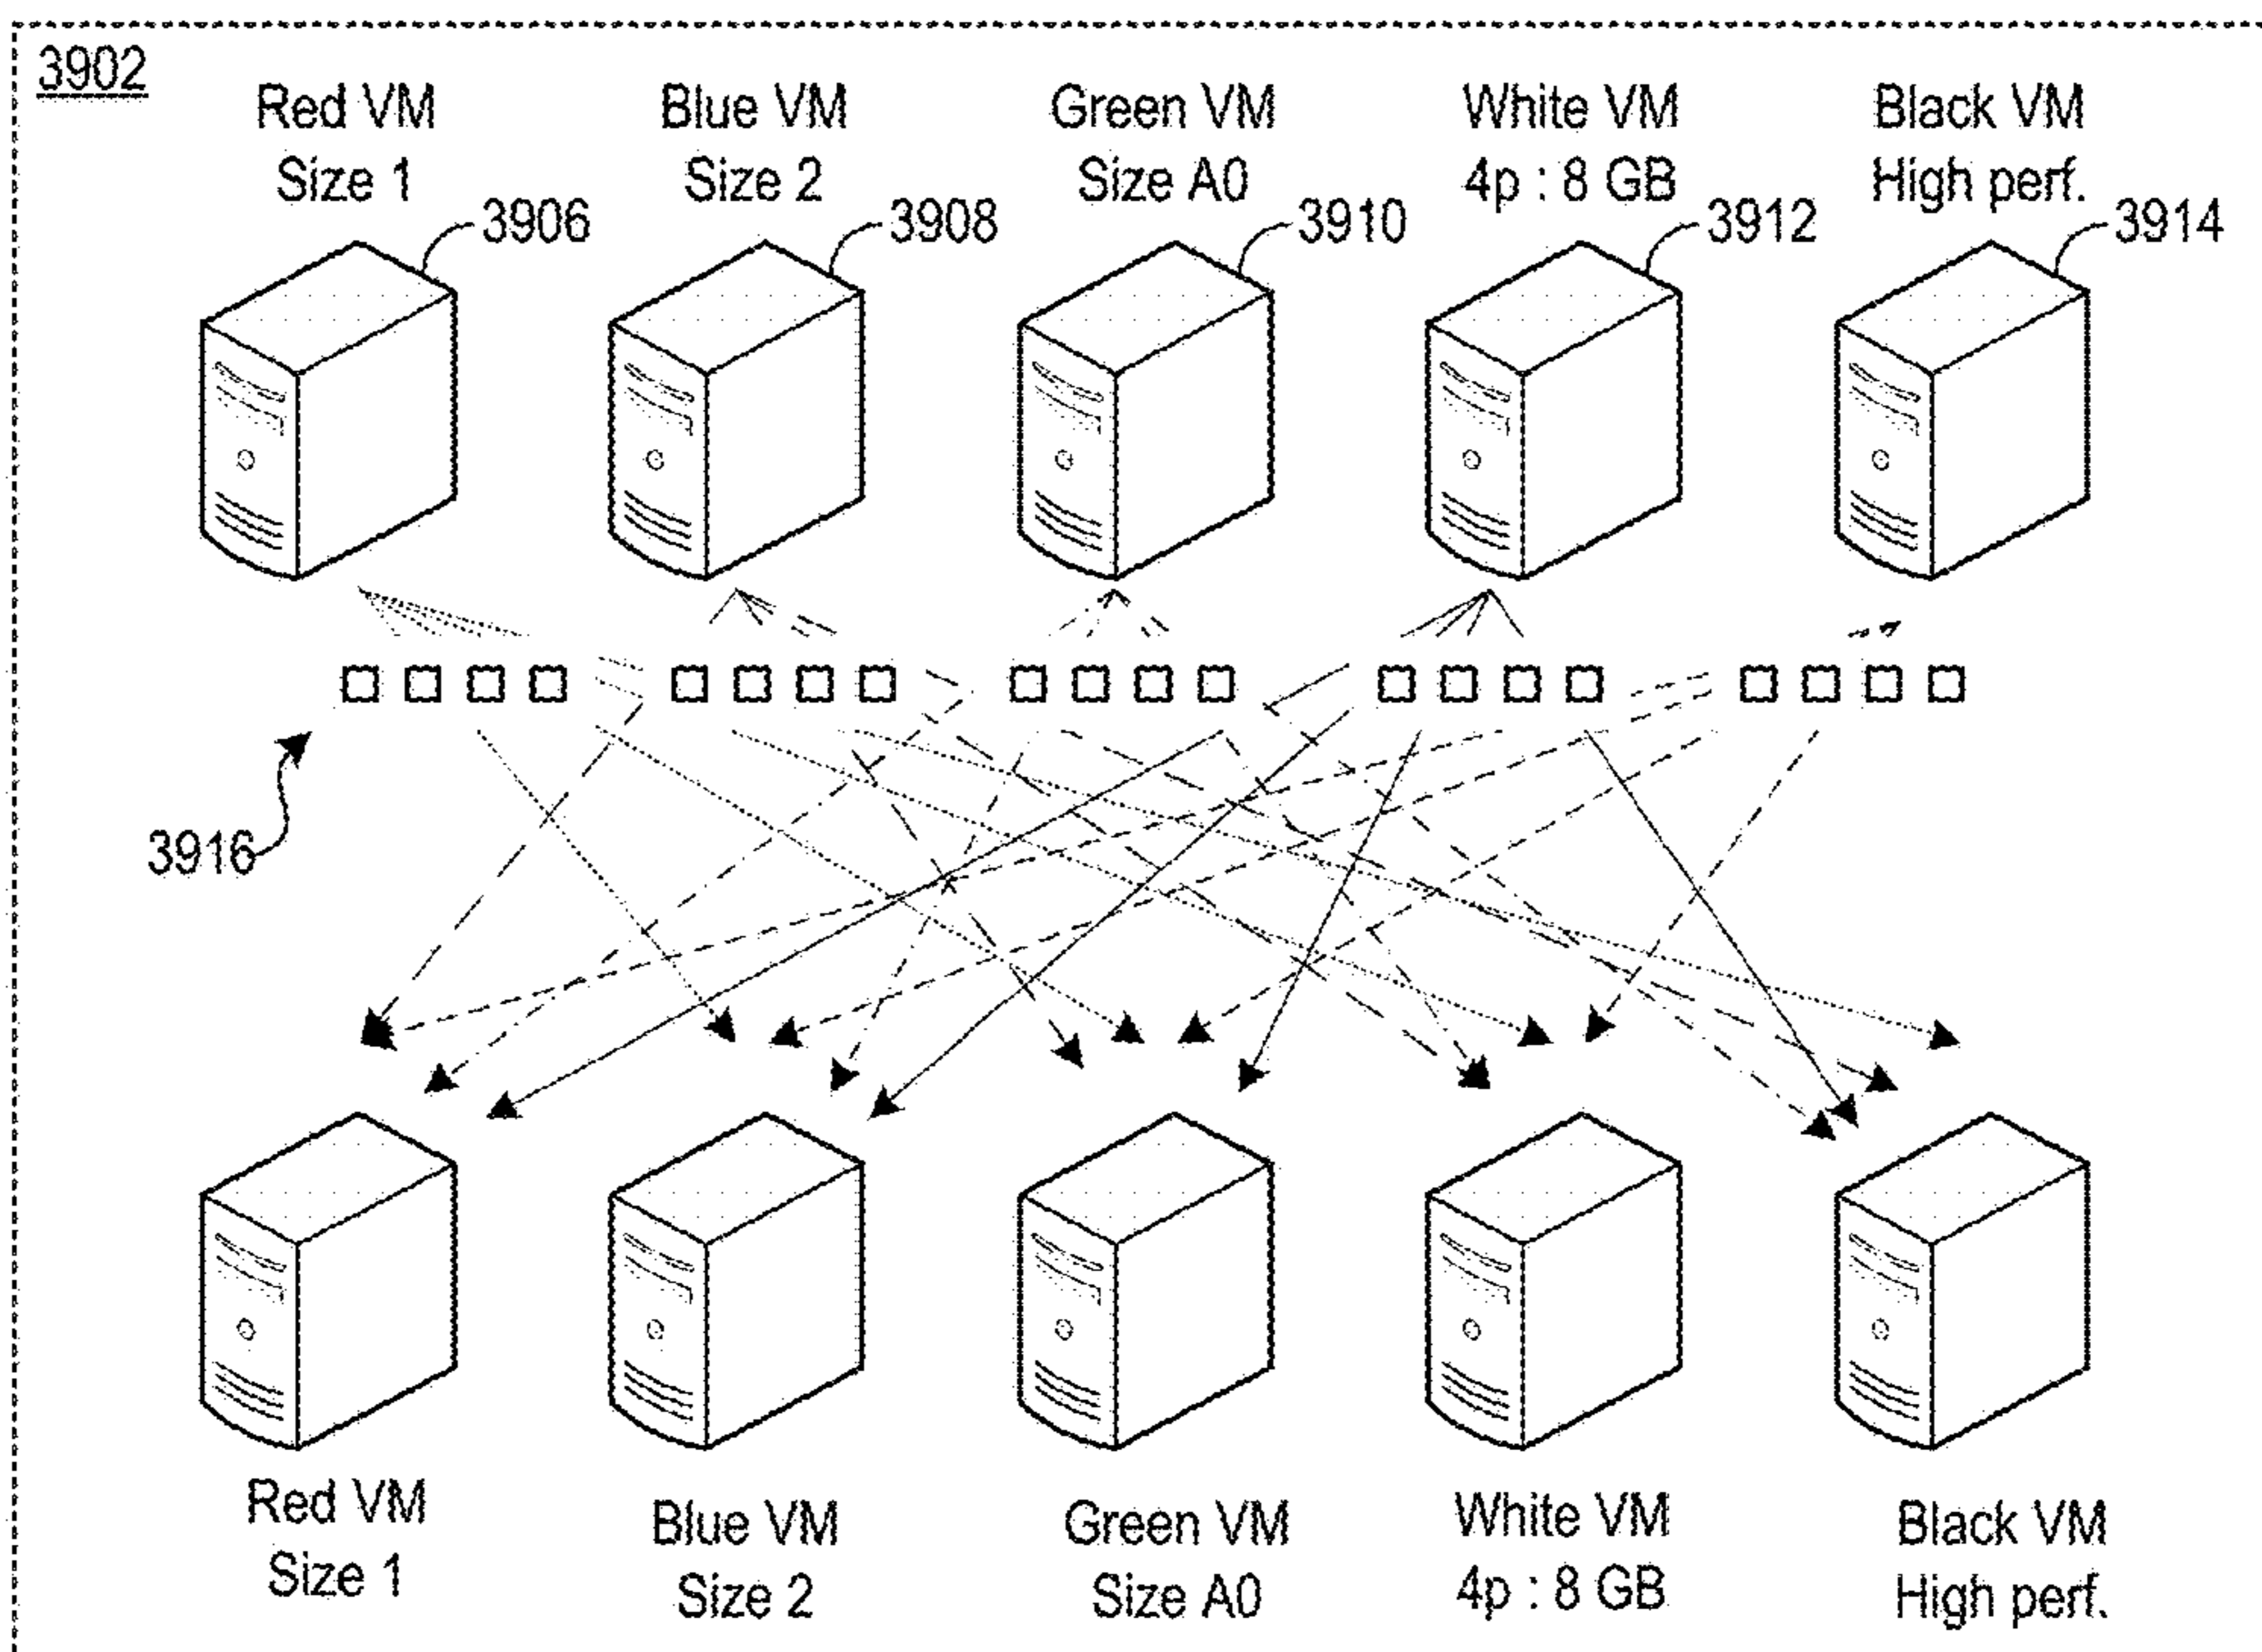 3902
Red VM Blue VM Green VM White VM Black VM
Size 1 Size 2 Size A0 4p : 8 GB High perf.
3906 3908 3910 3912 3914
3916
Red VM Blue VM Green VM White VM Black VM
Size 1 Size 2 Size A0 4p : 8 GB High perf.